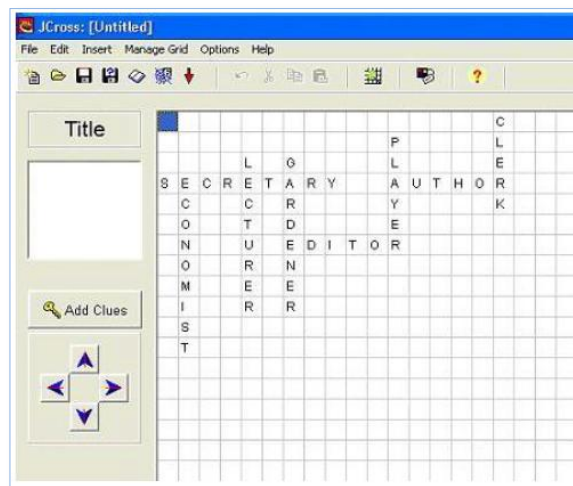 JCross: [Untitled]
File Edit Insert Manage Grid Options Help
?
Title
C
P L
L G L E
S E C R E T A R Y A U T H O R
C C R Y K
O T D E
N U E D I T O R
O R N
M E E
I R R
S
T
Add Clues